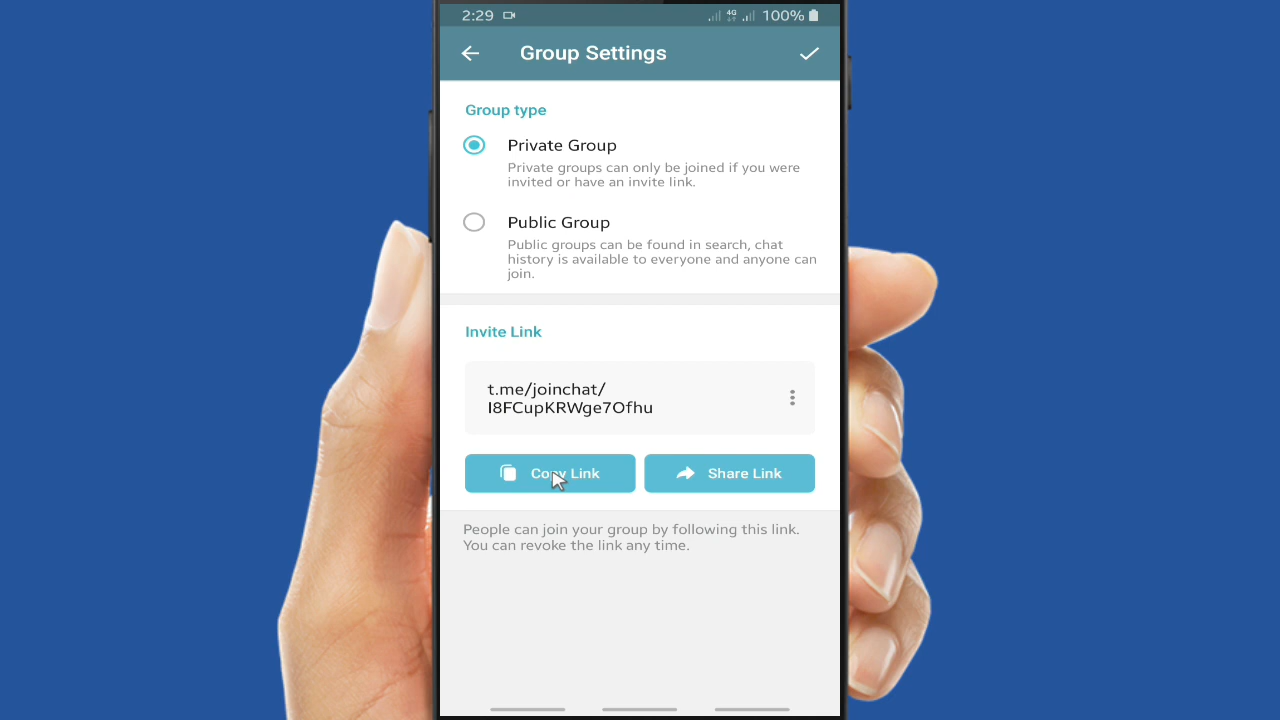 2:29
4G
100%
Group Settings
Group type
Private Group
Private groups can only be joined if you were
invited or have an invite link.
Public Group
Public groups can be found in search, chat
history is available to everyone and anyone can
join.
Invite Link
t.me/joinchat/
I8FCupKRWge7Ofhu
Copy Link
Share Link
People can join your group by following this link.
You can revoke the link any time.